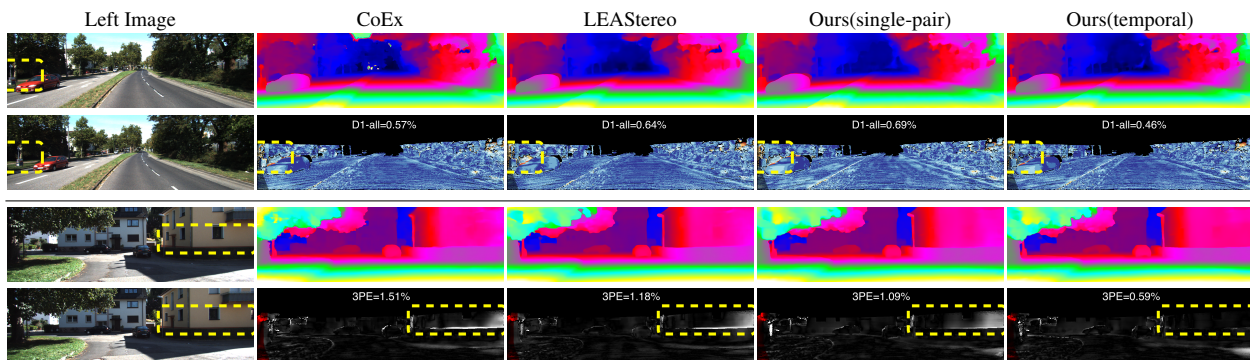 Left Image CoEx LEAStereo Ours(single-pair) Ours(temporal)
D1-all=0.57% D1-all=0.64% D1-all=0.69% D1-all=0.46%
3PE=1.51% 3PE=1.18% 3PE=1.09% 3PE=0.59%